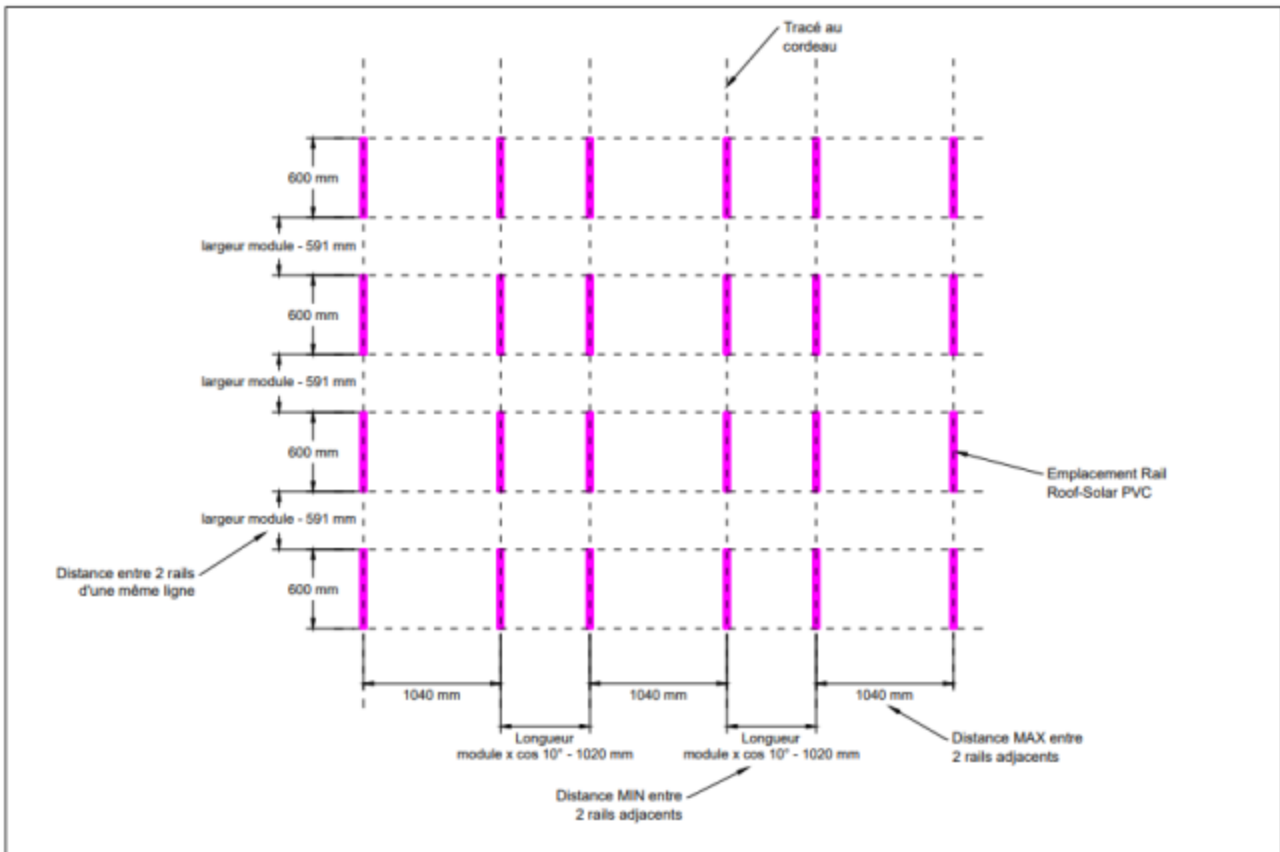 Tracé au
cordeau
600 mm
largeur module - 591 mm
600 mm
largeur module - 591 mm
600 mm
Emplacement Rail
Roof-Solar PVC
largeur module - 591 mm
Distance entre 2 rails
d'une même ligne
600 mm
1040 mm
1040 mm
1040 mm
Longueur
module x cos 10° - 1020 mm
Longueur
module x cos 10° - 1020 mm
Distance MAX entre
2 rails adjacents
Distance MIN entre
2 rails adjacents